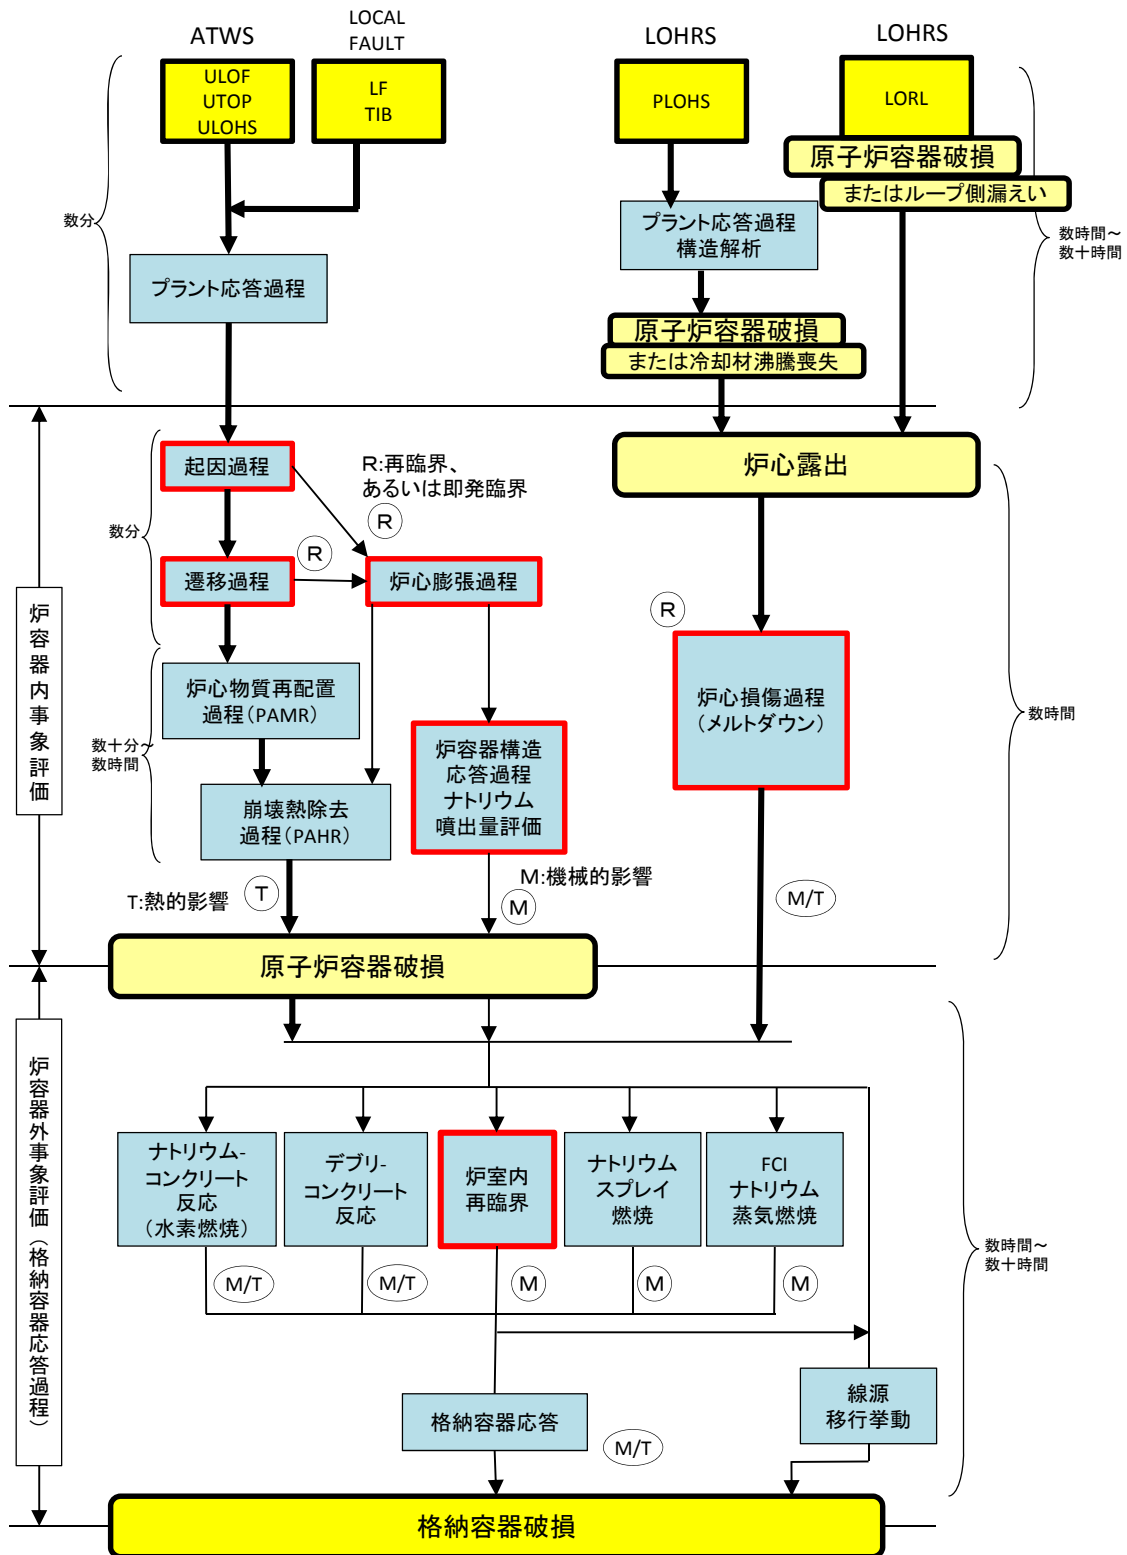 ATWS
LOCAL
FAULT
LOHRS
LOHRS
ULOF
UTOP
ULOHS
LF
TIB
PLOHS
LORL
原子炉容器破損
またはループ側漏えい
数分
プラント応答過程
構造解析
数時間～
数十時間
プラント応答過程
原子炉容器破損
または冷却材沸騰喪失
炉心露出
起因過程
R:再臨界、
あるいは即発臨界
R
数分
R
遷移過程
炉心膨張過程
R
炉容器内事象評価
炉心物質再配置
過程(PAMR)
炉心損傷過程
(メルトダウン)
数時間
数十分～
数時間
炉容器構造
応答過程
ナトリウム
噴出量評価
崩壊熱除去
過程(PAHR)
T:熱的影響
T
M:機械的影響
M
M/T
原子炉容器破損
炉容器外事象評価(格納容器応答過程)
ナトリウム-
コンクリート
反応
(水素燃焼)
デブリ-
コンクリート
反応
炉室内
再臨界
ナトリウム
スプレイ
燃焼
FCI
ナトリウム
蒸気燃焼
数時間～
数十時間
M/T
M/T
M
M
M
線源
移行挙動
格納容器応答
M/T
格納容器破損